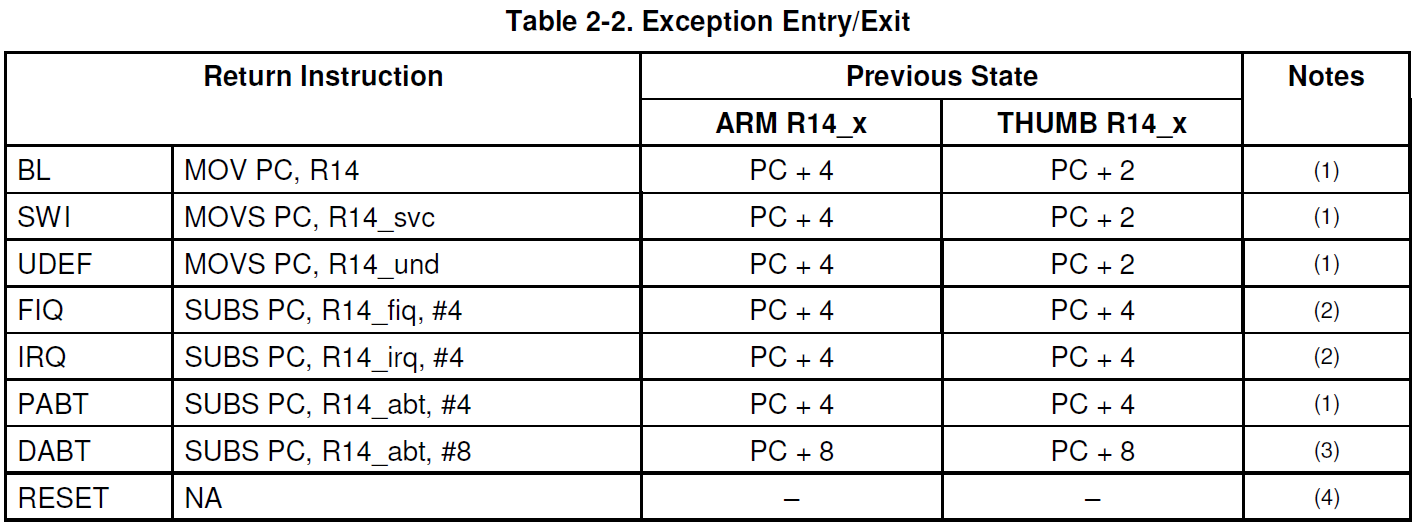 Table 2-2. Exception Entry/Exit
Return Instruction Previous State Notes
ARM R14_x THUMB R14_x
BL MOV PC, R14 PC + 4 PC + 2 (1)
SWI MOVS PC, R14_svc PC + 4 PC + 2 (1)
UDEF MOVS PC, R14_und PC + 4 PC + 2 (1)
FIQ SUBS PC, R14_fiq, #4 PC + 4 PC + 4 (2)
IRQ SUBS PC, R14_irq, #4 PC + 4 PC + 4 (2)
PABT SUBS PC, R14_abt, #4 PC + 4 PC + 4 (1)
DABT SUBS PC, R14_abt, #8 PC + 8 PC + 8 (3)
RESET NA – – (4)